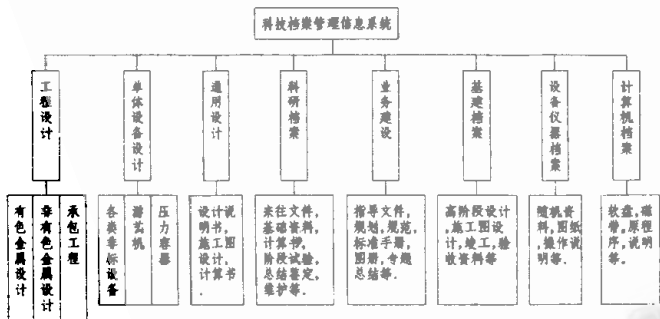 科技档案管理信息系统
工程设计
单体设备设计
通用设计
科研档案
业务建设
基建档案
设备仪器档案
计算机档案
有色金属设计
非有色金属设计
承包工程
各类非标设备
游艺机
压力容器
设计说
明书,
施工图
设计,
计算书.
来往文件,
基础资料,
计算书,
阶段试验,
总结鉴定,
维护等.
指导文件,
规划,规范,
标准手册,
图册,专题
总结等.
高阶段设计
,施工图设
计,竣工,验
收资料等
随机资
料,图纸
,操作说
明等.
软盘,磁
带,原程
序,说明
等.